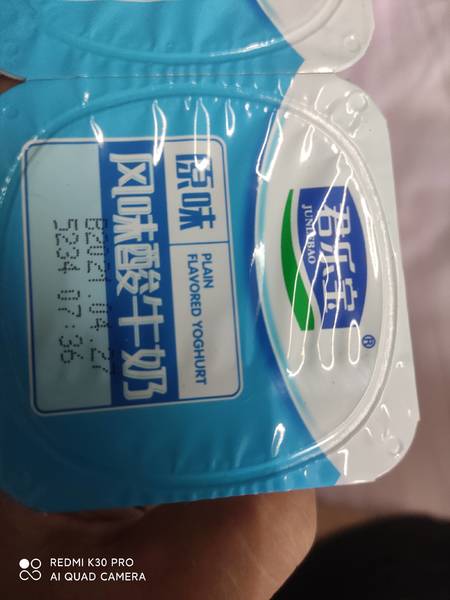 君乐宝
JUNLEBAO
®
原味
PLAIN
FLAVORED YOGHURT
风味酸牛奶
B2021.04.27
5234 07:36
REDMI K30 PRO
AI QUAD CAMERA